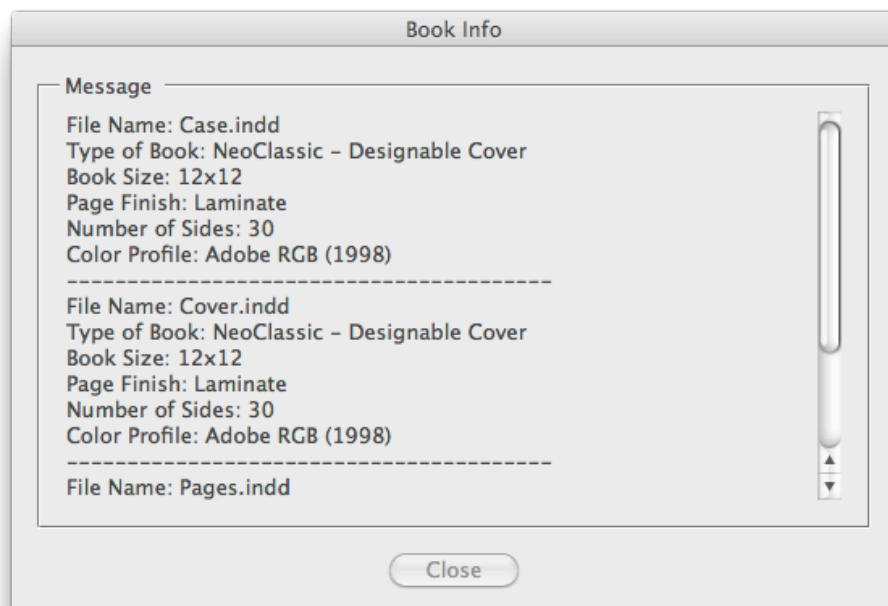 Book Info
Message
File Name: Case.indd
Type of Book: NeoClassic – Designable Cover
Book Size: 12x12
Page Finish: Laminate
Number of Sides: 30
Color Profile: Adobe RGB (1998)
----------------------------------------
File Name: Cover.indd
Type of Book: NeoClassic – Designable Cover
Book Size: 12x12
Page Finish: Laminate
Number of Sides: 30
Color Profile: Adobe RGB (1998)
----------------------------------------
File Name: Pages.indd
Close